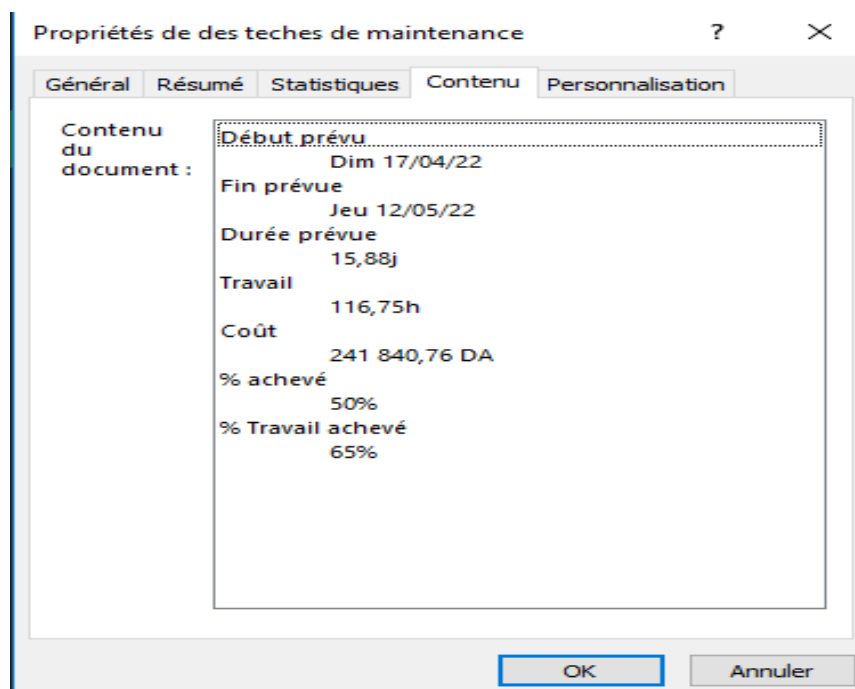 Propriétés de des teches de maintenance ?
Général Résumé Statistiques Contenu Personnalisation
Contenu
du
document :
Début prévu
Dim 17/04/22
Fin prévue
Jeu 12/05/22
Durée prévue
15,88j
Travail
116,75h
Coût
241 840,76 DA
% achevé
50%
% Travail achevé
65%
OK Annuler